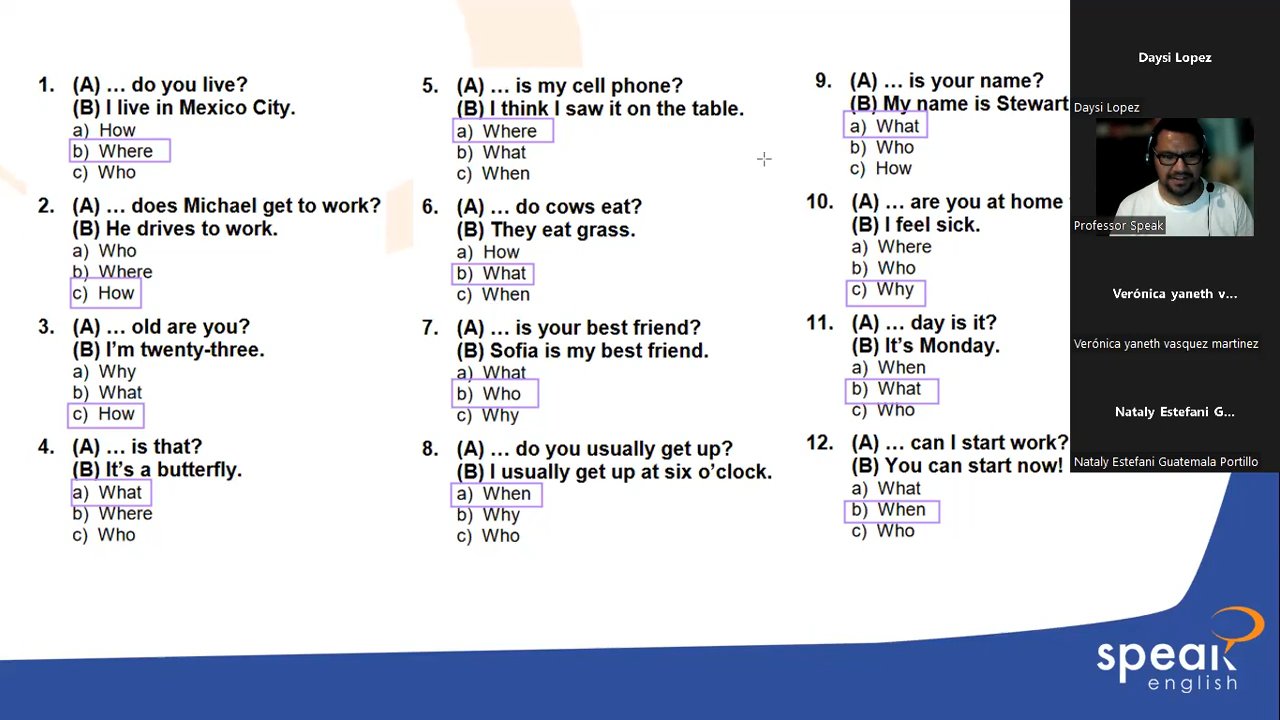 1. (A) … do you live?
(B) I live in Mexico City.
a) How
b) Where
c) Who
2. (A) … does Michael get to work?
(B) He drives to work.
a) Who
b) Where
c) How
3. (A) … old are you?
(B) I’m twenty-three.
a) Why
b) What
c) How
4. (A) … is that?
(B) It’s a butterfly.
a) What
b) Where
c) Who
5. (A) … is my cell phone?
(B) I think I saw it on the table.
a) Where
b) What
c) When
6. (A) … do cows eat?
(B) They eat grass.
a) How
b) What
c) When
7. (A) … is your best friend?
(B) Sofia is my best friend.
a) What
b) Who
c) Why
8. (A) … do you usually get up?
(B) I usually get up at six o’clock.
a) When
b) Why
c) Who
9. (A) … is your name?
(B) My name is Stewart
a) What
b) Who
c) How
10. (A) … are you at home
(B) I feel sick.
a) Where
b) Who
c) Why
11. (A) … day is it?
(B) It’s Monday.
a) When
b) What
c) Who
12. (A) … can I start work?
(B) You can start now!
a) What
b) When
c) Who
Daysi Lopez
Daysi Lopez
Professor Speak
Verónica yaneth v...
Verónica yaneth vasquez martinez
Nataly Estefani G...
Nataly Estefani Guatemala Portillo
speak
english